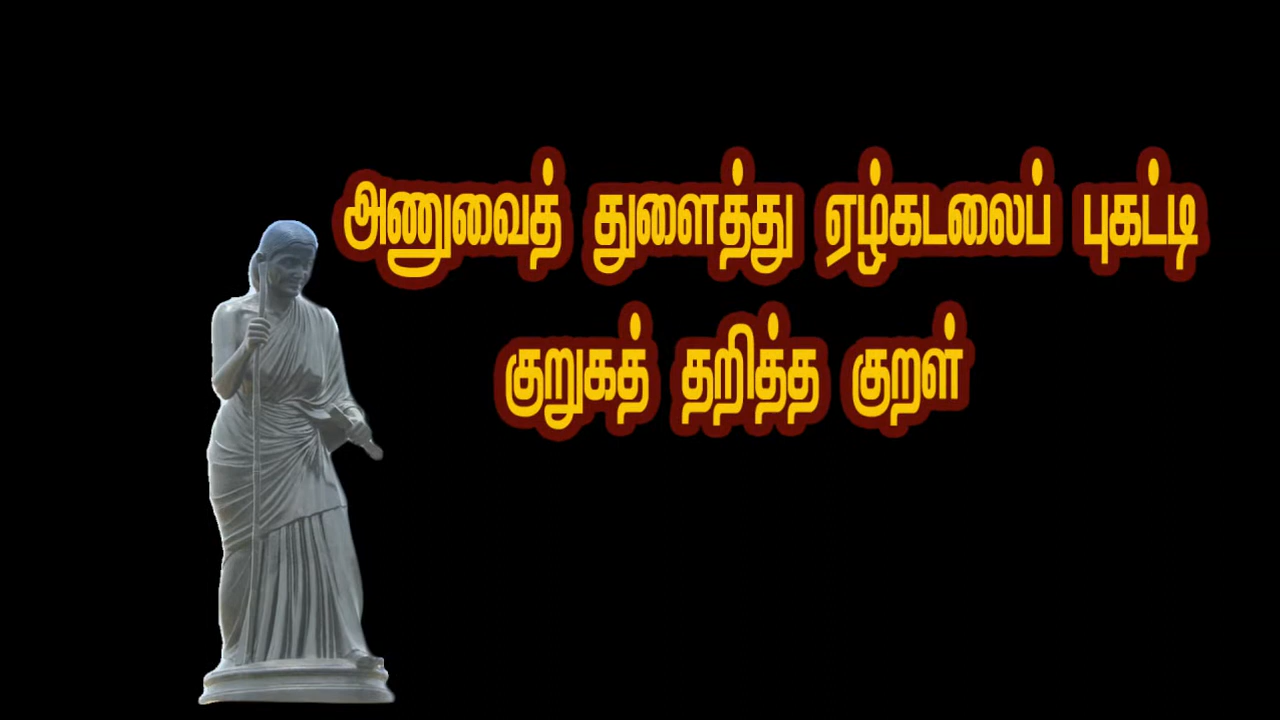 அணுவைத் துளைத்து ஏழ்கடலைப் புகட்டி
குறுகத் தறித்த குறள்